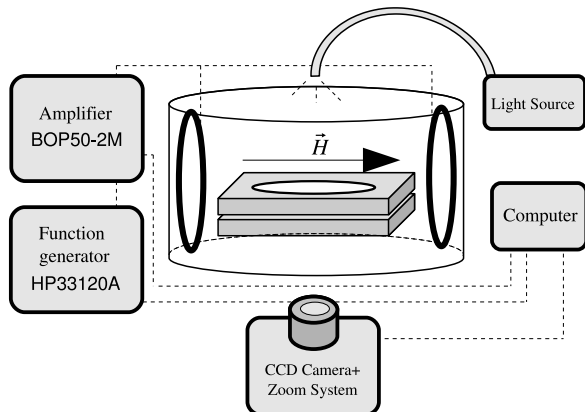 Amplifier
BOP50-2M
Light Source
H
Function
generator
HP33120A
Computer
CCD Camera+
Zoom System